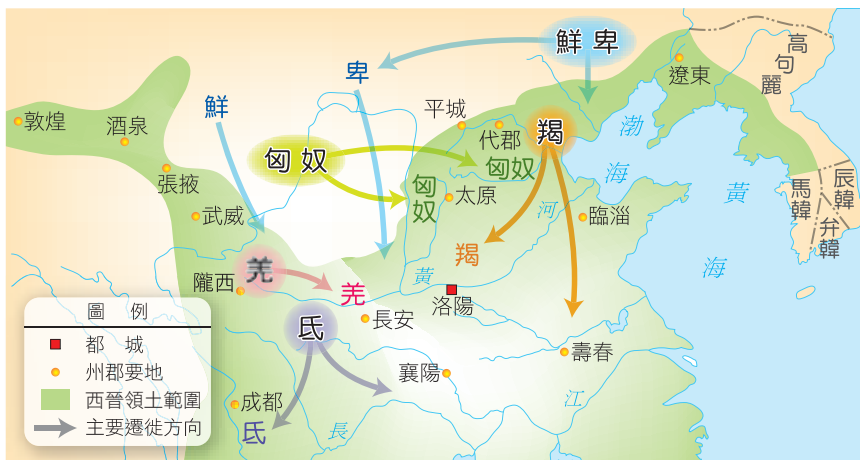 鮮卑
高句麗
遼東
卑
鮮
平城
代郡
羯
渤海
敦煌
酒泉
匈奴
匈奴
匈奴
張掖
太原
武威
河
臨淄
黃海
馬韓
辰韓
弁韓
羯
羌
隴西
羌
黃
洛陽
長安
氐
壽春
襄陽
成都
氐
長
江
圖 例
都 城
州郡要地
西晉領土範圍
主要遷徙方向